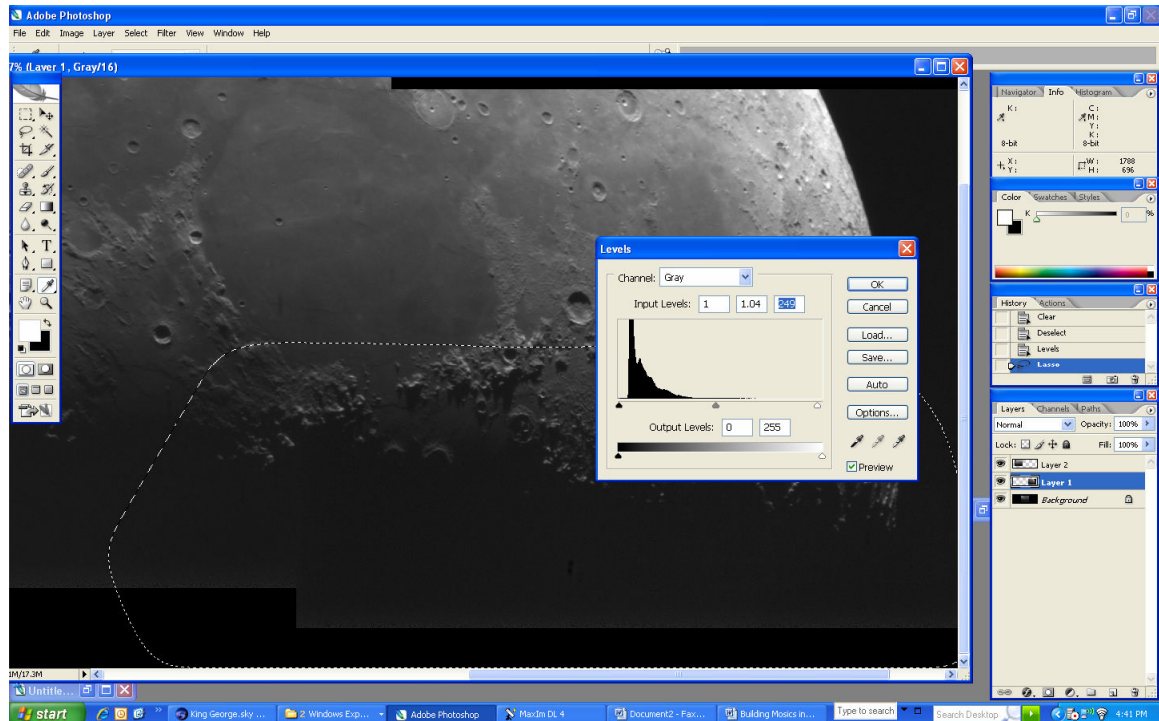 Adobe Photoshop
File Edit Image Layer Select Filter View Window Help
7% (Layer 1, Gray/16)
Navigator Info Histogram
K : C :
M :
Y :
K :
8-bit 8-bit
X : W : 1788
Y : H : 696
Color Swatches Styles
K 0 %
History Actions
Clear
Deselect
Levels
Lasso
Layers Channels Paths
Normal Opacity: 100%
Lock: Fill: 100%
Layer 2
Layer 1
Background
Levels
Channel: Gray
Input Levels: 1 1.04 249
Output Levels: 0 255
OK
Cancel
Load...
Save...
Auto
Options...
Preview
1M/17.3M
Untitle...
start King George.sky ... 2 Windows Exp... Adobe Photoshop MaxIm DL 4 Document2 - Fax... Building Mosics in... Type to search Search Desktop 4:41 PM